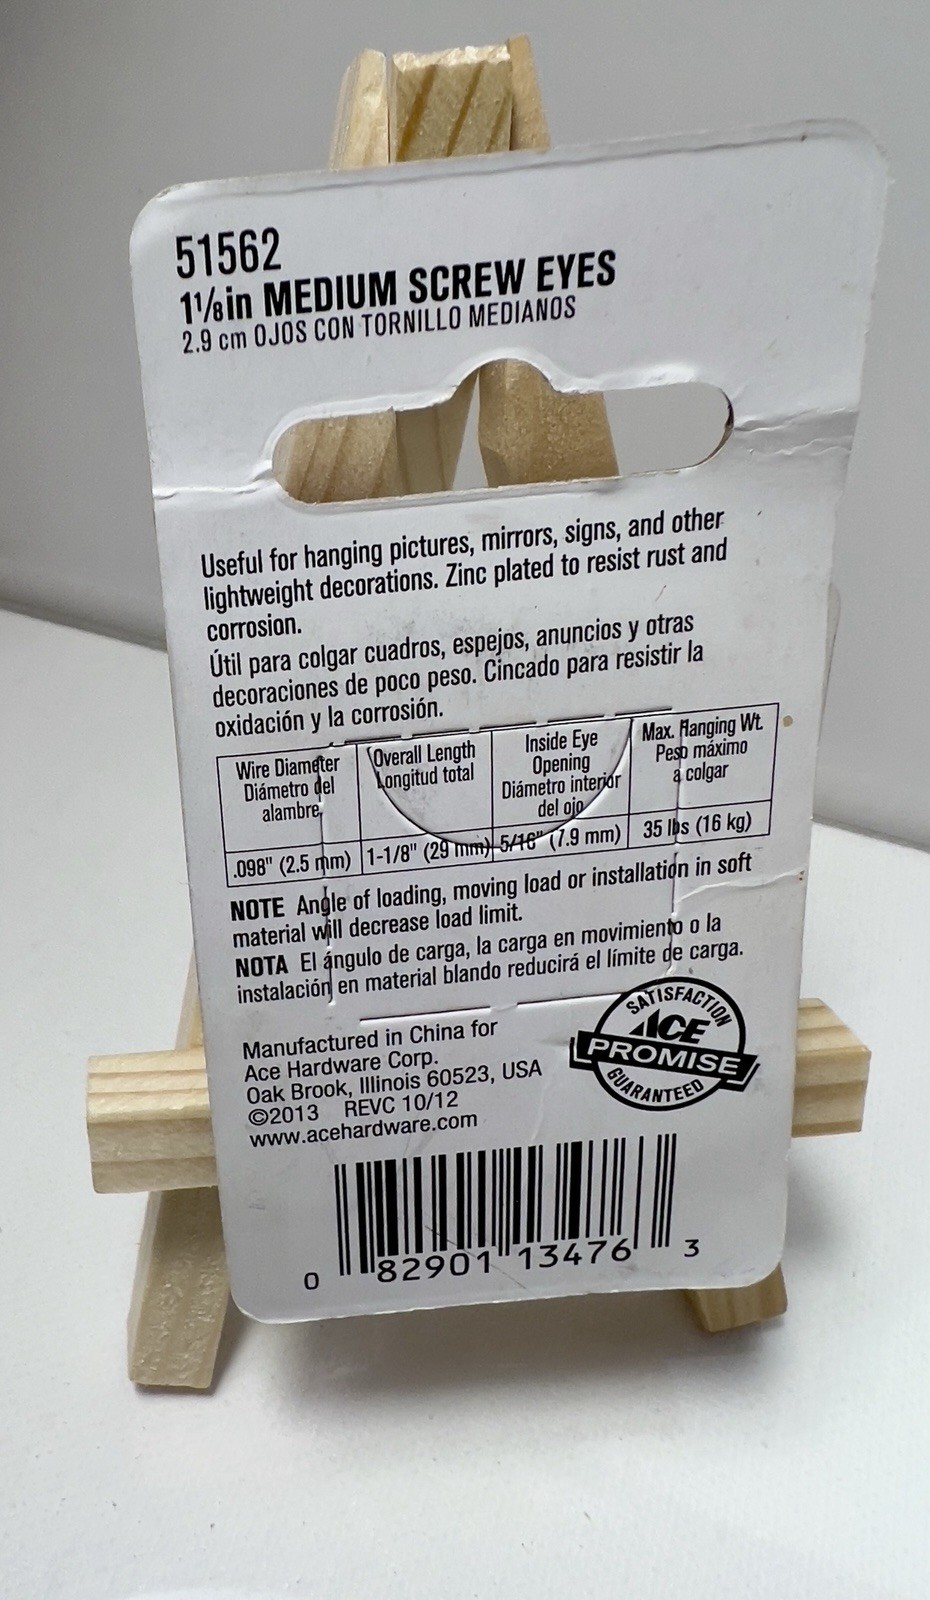 51562
1 1/8in MEDIUM SCREW EYES
2.9 cm OJOS CON TORNILLO MEDIANOS
Useful for hanging pictures, mirrors, signs, and other
lightweight decorations. Zinc plated to resist rust and
corrosion.
Útil para colgar cuadros, espejos, anuncios y otras
decoraciones de poco peso. Cincado para resistir la
oxidación y la corrosión.
Wire Diameter
Diámetro del
alambre
Overall Length
Longitud total
Inside Eye
Opening
Diámetro interior
del ojo
Max. Hanging Wt.
Peso máximo
a colgar
.098" (2.5 mm) 1-1/8" (29 mm) 5/16" (7.9 mm) 35 lbs (16 kg)
NOTE Angle of loading, moving load or installation in soft
material will decrease load limit.
NOTA El ángulo de carga, la carga en movimiento o la
instalación en material blando reducirá el límite de carga.
Manufactured in China for
Ace Hardware Corp.
Oak Brook, Illinois 60523, USA
©2013 REVC 10/12
www.acehardware.com
SATISFACTION
ACE
PROMISE
GUARANTEED
0 82901 13476 3